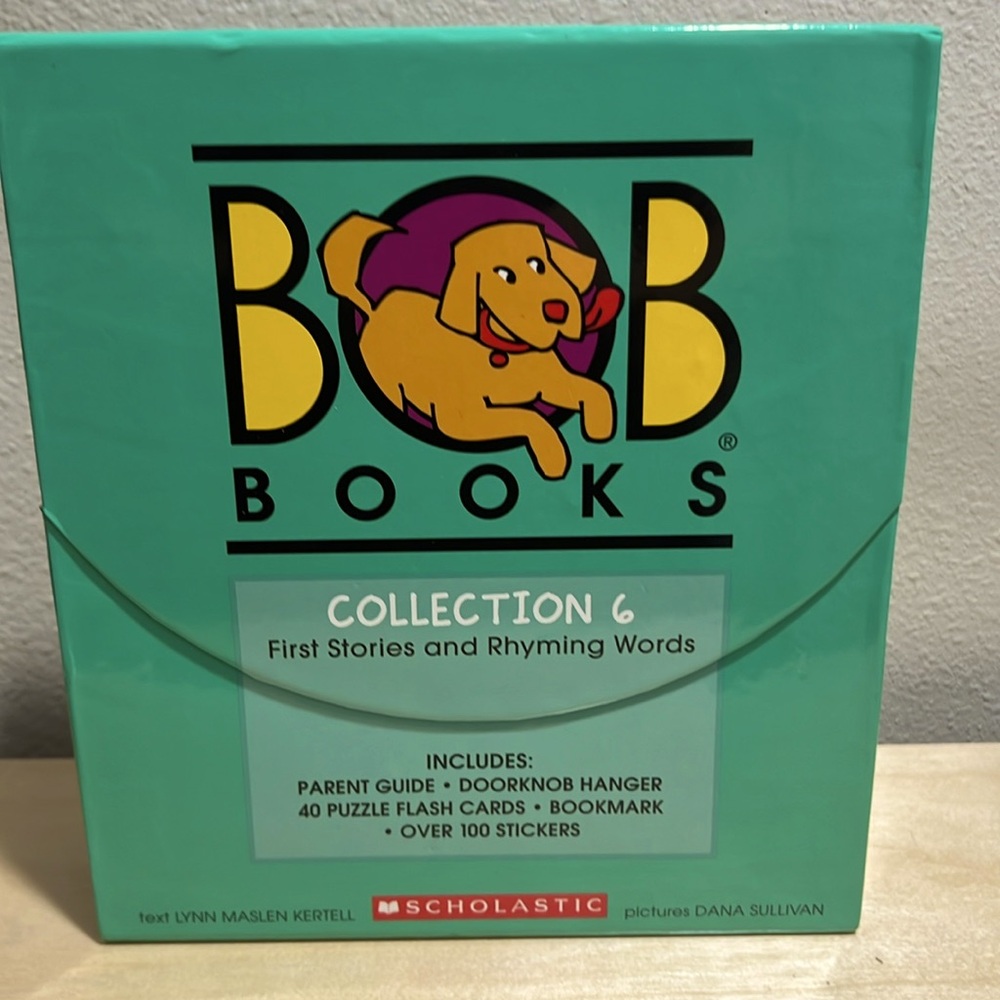 BOB
®
BOOKS
COLLECTION 6
First Stories and Rhyming Words
INCLUDES:
PARENT GUIDE • DOORKNOB HANGER
40 PUZZLE FLASH CARDS • BOOKMARK
• OVER 100 STICKERS
text LYNN MASLEN KERTELL
SCHOLASTIC
pictures DANA SULLIVAN